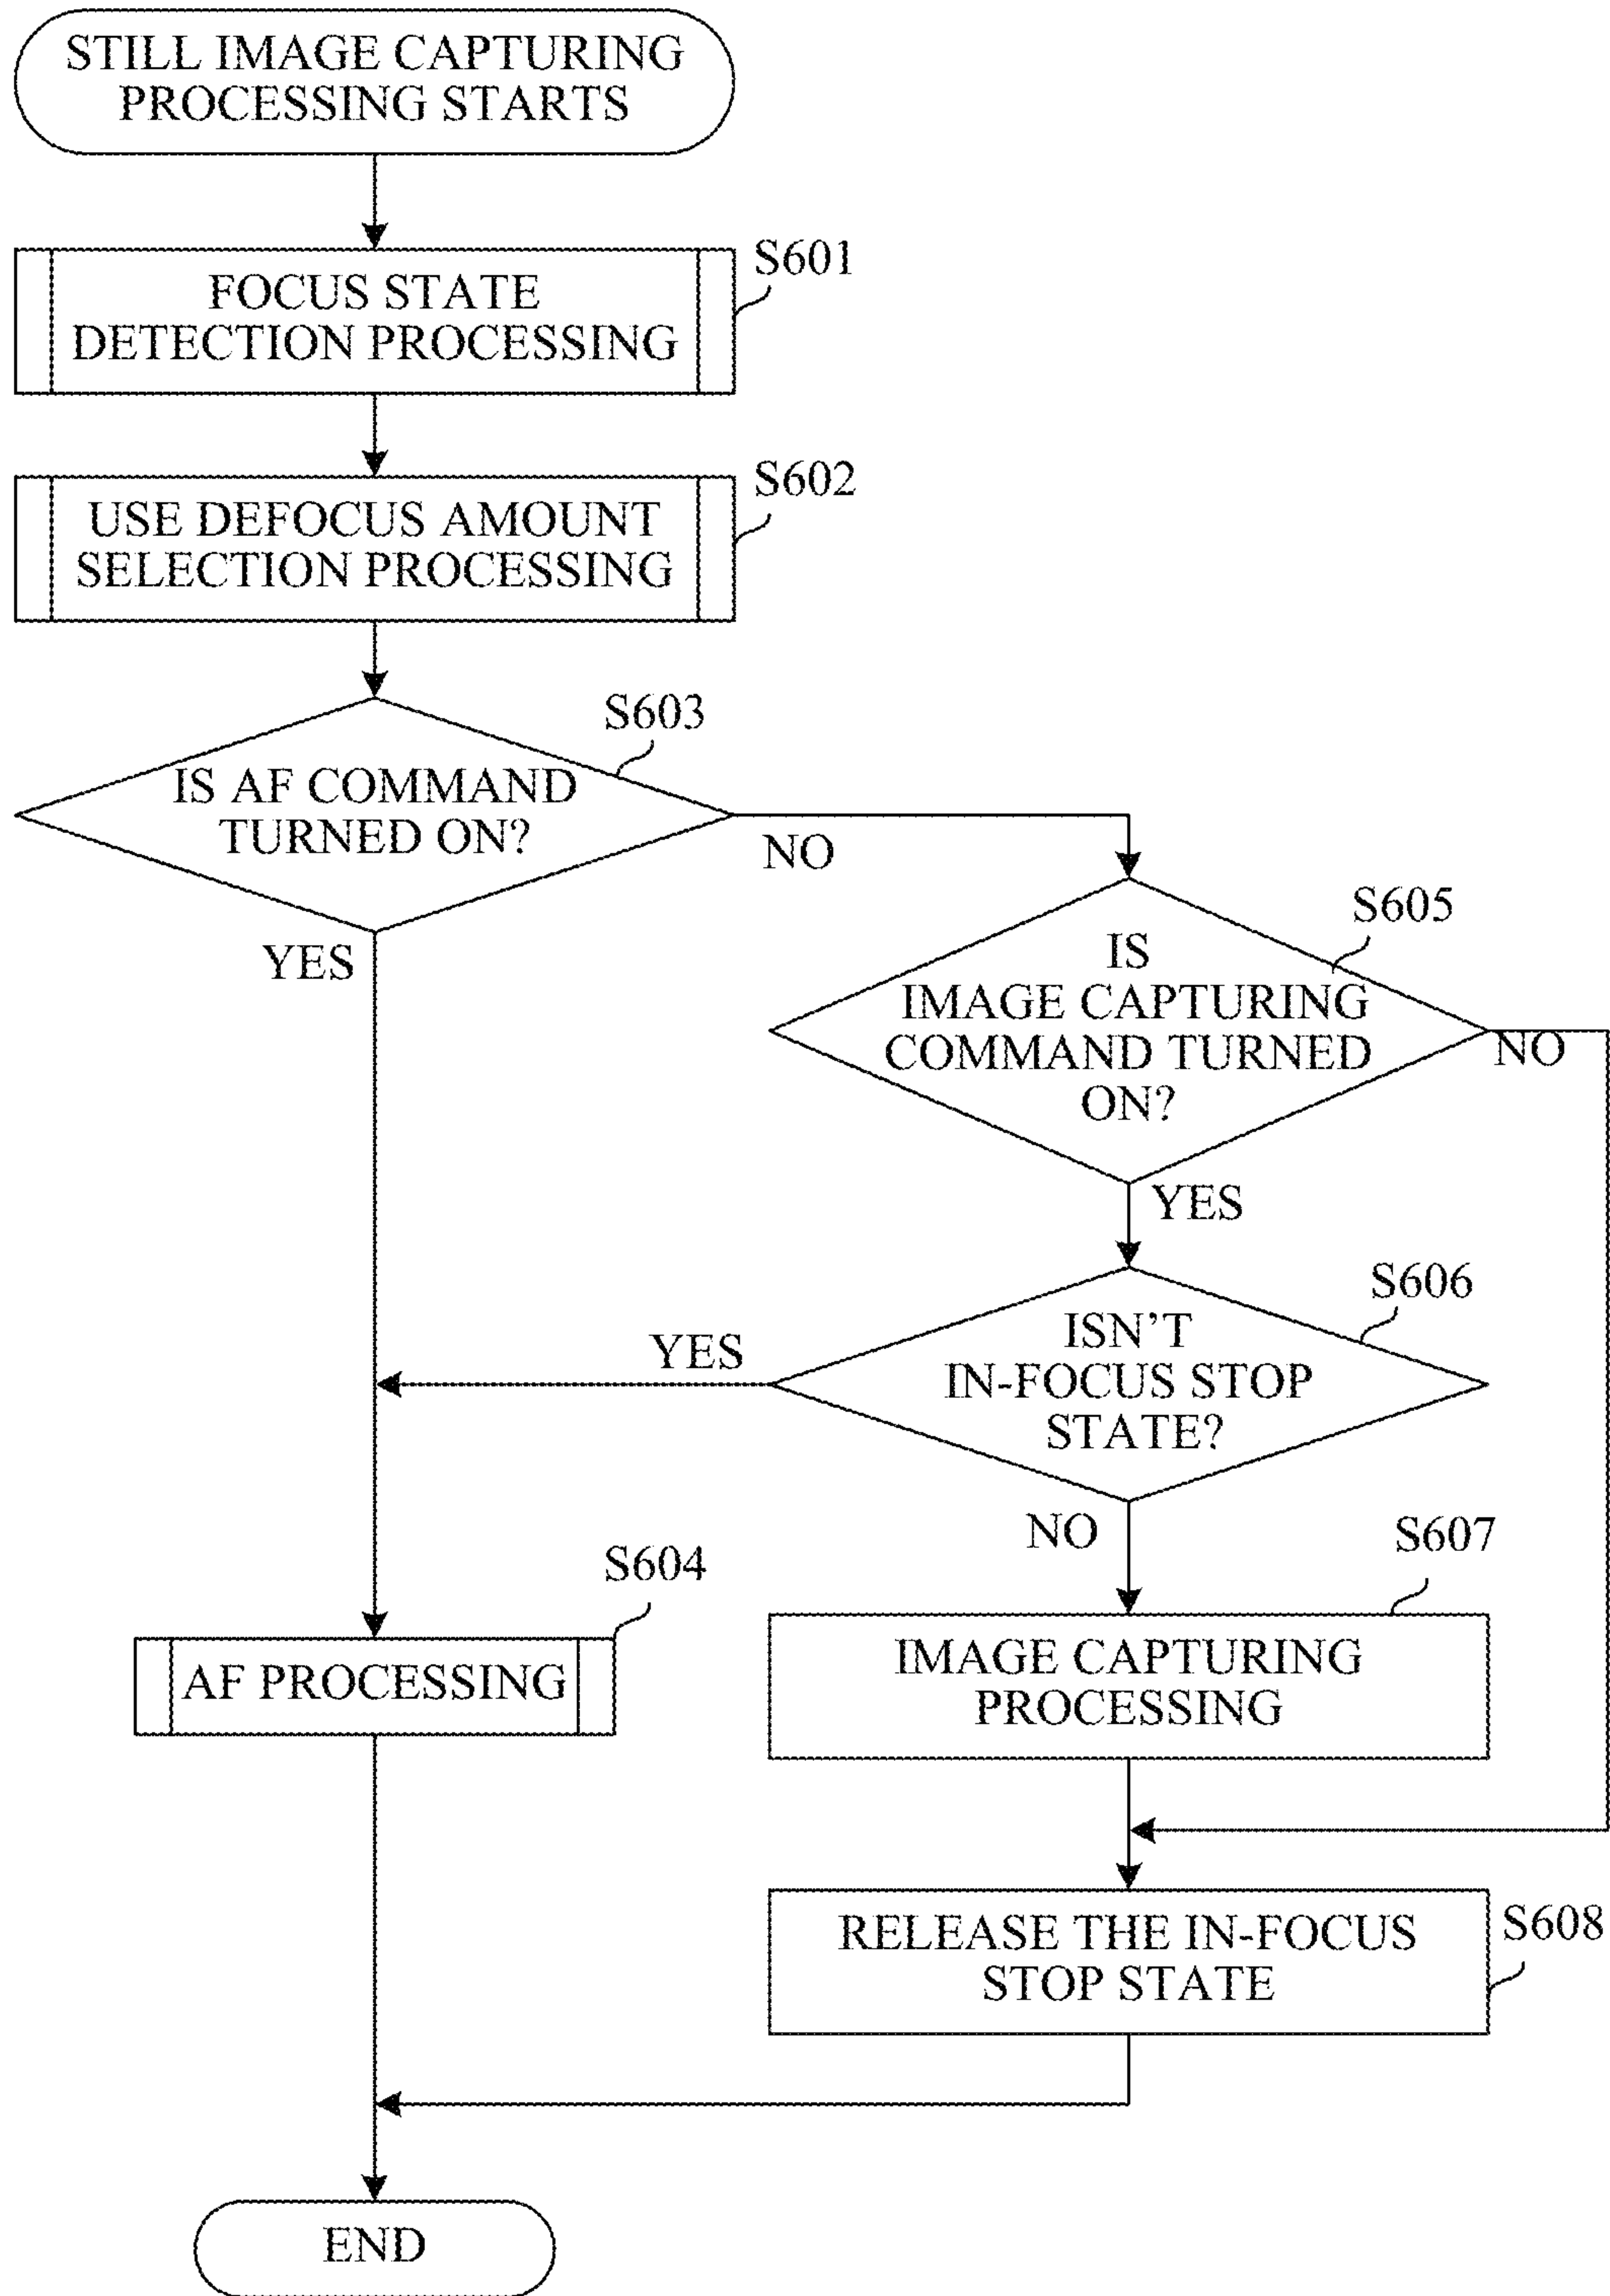 STILL IMAGE CAPTURING
PROCESSING STARTS
S601
FOCUS STATE
DETECTION PROCESSING
S602
USE DEFOCUS AMOUNT
SELECTION PROCESSING
S603
IS AF COMMAND
TURNED ON?
NO
YES
S605
IS
IMAGE CAPTURING
COMMAND TURNED
ON?
NO
YES
S606
ISN'T
IN-FOCUS STOP
STATE?
YES
NO
S604
AF PROCESSING
S607
IMAGE CAPTURING
PROCESSING
RELEASE THE IN-FOCUS
STOP STATE
S608
END